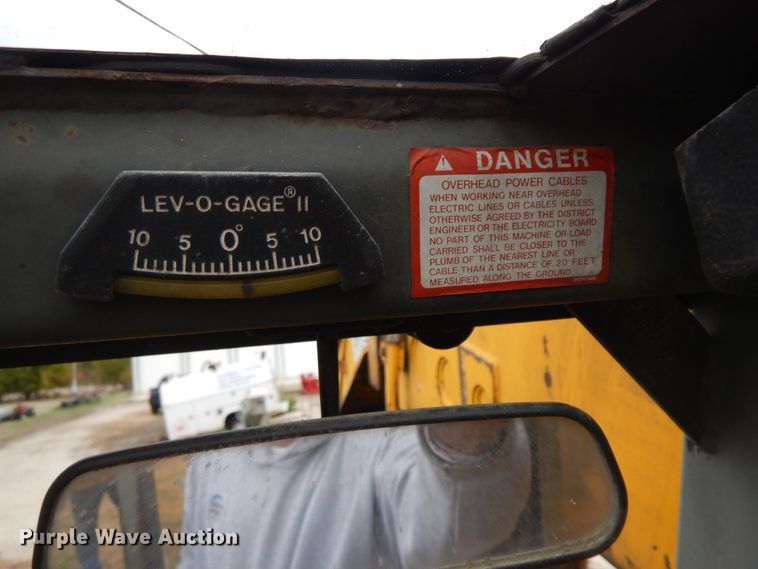 LEV-O-GAGE® II
10 5 0° 5 10
DANGER
OVERHEAD POWER CABLES
WHEN WORKING NEAR OVERHEAD
ELECTRIC LINES OR CABLES UNLESS
OTHERWISE AGREED BY THE DISTRICT
ENGINEER OR THE ELECTRICITY BOARD
NO PART OF THIS MACHINE OR LOAD
CARRIED SHALL BE CLOSER TO THE
PLUMB OF THE NEAREST LINE OR
CABLE THAN A DISTANCE OF 20 FEET
MEASURED ALONG THE GROUND.
Purple Wave Auction